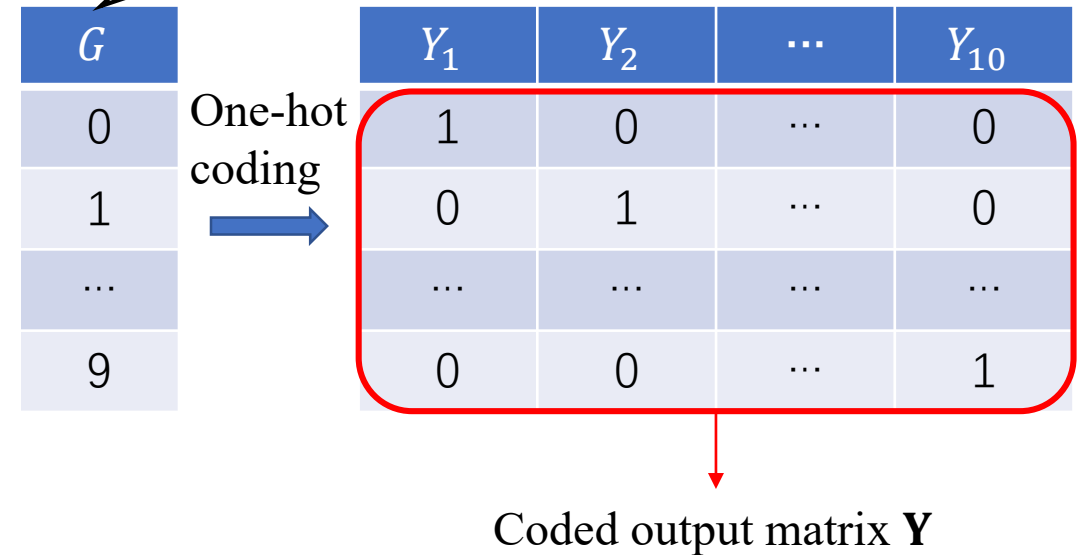 G Y₁ Y₂ ⋯ Y₁₀
0 One-hot coding 1 0 ⋯ 0
1 0 1 ⋯ 0
⋯ ⋯ ⋯ ⋯ ⋯
9 0 0 ⋯ 1
Coded output matrix Y